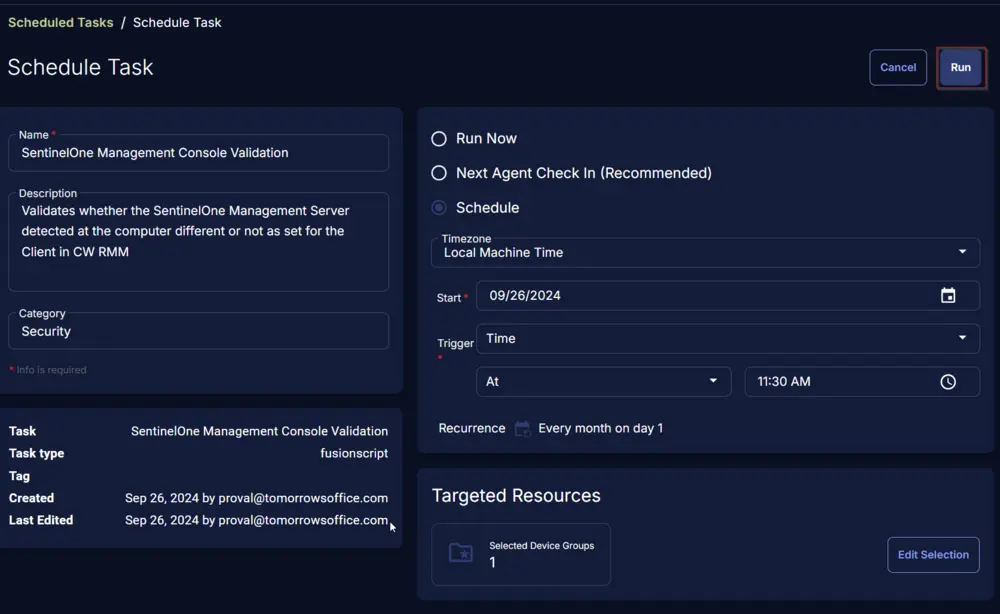 Scheduled Tasks / Schedule Task
Schedule Task
Cancel
Run
Name *
SentinelOne Management Console Validation
Description
Validates whether the SentinelOne Management Server
detected at the computer different or not as set for the
Client in CW RMM
Category
Security
* Info is required
Task SentinelOne Management Console Validation
Task type fusionscript
Tag
Created Sep 26, 2024 by proval@tomorrowsoffice.com
Last Edited Sep 26, 2024 by proval@tomorrowsoffice.com
Run Now
Next Agent Check In (Recommended)
Schedule
Timezone
Local Machine Time
Start * 09/26/2024
Trigger * Time
At 11:30 AM
Recurrence Every month on day 1
Targeted Resources
Selected Device Groups
1
Edit Selection